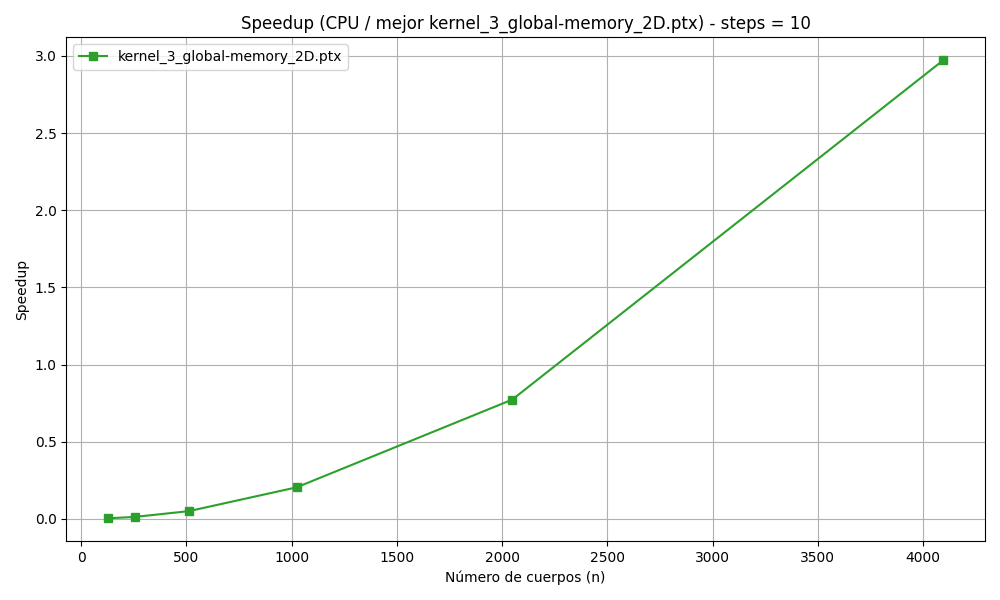 Speedup (CPU / mejor kernel_3_global-memory_2D.ptx) - steps = 10
kernel_3_global-memory_2D.ptx
3.0
2.5
2.0
1.5
1.0
0.5
0.0
Speedup
0 500 1000 1500 2000 2500 3000 3500 4000
Número de cuerpos (n)